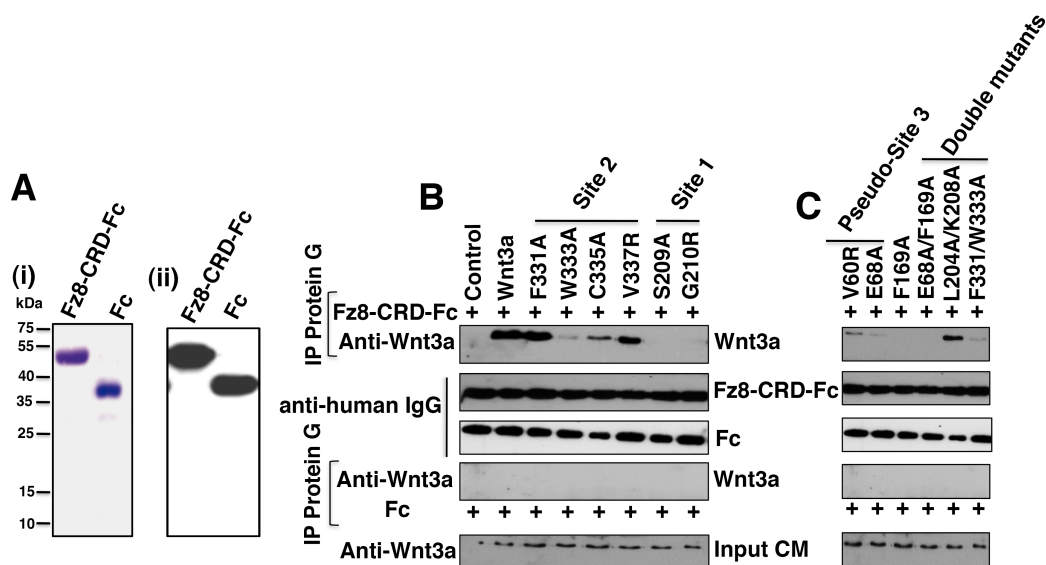 A
(i)
Fz8-CRD-Fc
Fc
(ii)
Fz8-CRD-Fc
Fc
kDa
75
55
40
35
25
15
10
B
Site 2
Site 1
Control
Wnt3a
F331A
W333A
C335A
V337R
S209A
G210R
IP Protein G
Fz8-CRD-Fc + + + + + + + +
Anti-Wnt3a
Wnt3a
anti-human IgG
Fz8-CRD-Fc
Fc
IP Protein G
Anti-Wnt3a
Wnt3a
Fc + + + + + + + +
Anti-Wnt3a
Input CM
C
Pseudo-Site 3
Double mutants
V60R
E68A
F169A
E68A/F169A
L204A/K208A
F331/W333A
+ + + + + +
+ + + + + +